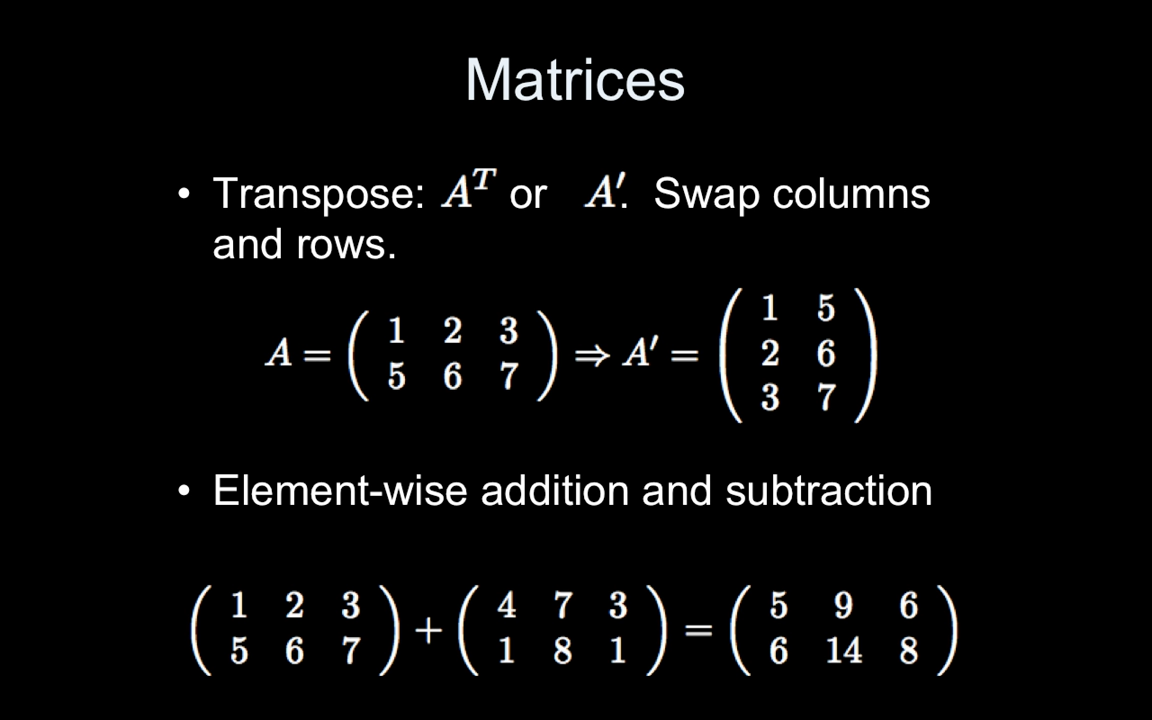 Matrices
• Transpose: Aᵀ or A′. Swap columns
and rows.
A = ( 1 2 3 ; 5 6 7 ) ⇒ A′ = ( 1 5 ; 2 6 ; 3 7 )
• Element-wise addition and subtraction
( 1 2 3 ; 5 6 7 ) + ( 4 7 3 ; 1 8 1 ) = ( 5 9 6 ; 6 14 8 )